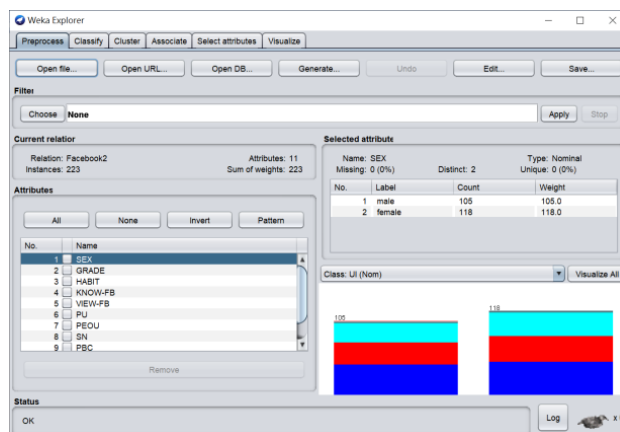 Weka Explorer
Preprocess Classify Cluster Associate Select attributes Visualize
Open file... Open URL... Open DB... Generate... Undo Edit... Save...
Filter
Choose None Apply Stop
Current relation Selected attribute
Relation: Facebook2 Attributes: 11
Instances: 223 Sum of weights: 223
Name: SEX Type: Nominal
Missing: 0 (0%) Distinct: 2 Unique: 0 (0%)
No. Label Count Weight
1 male 105 105.0
2 female 118 118.0
Attributes
All None Invert Pattern
No. Name
1 SEX
2 GRADE
3 HABIT
4 KNOW-FB
5 VIEW-FB
6 PU
7 PEOU
8 SN
9 PBC
Remove
Class: UI (Nom) Visualize All
105 118
Status
OK Log x